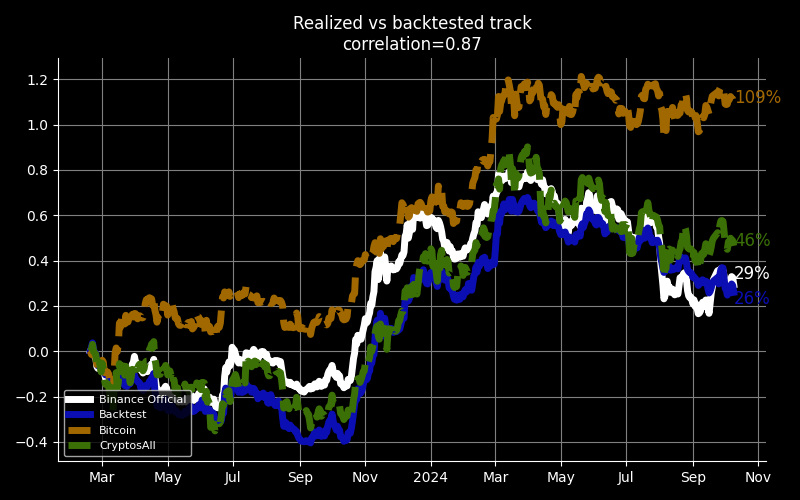 Realized vs backtested track
correlation=0.87
1.2
1.0
0.8
0.6
0.4
0.2
0.0
−0.2
−0.4
109%
46%
29%
26%
Binance Official
Backtest
Bitcoin
CryptosAll
Mar May Jul Sep Nov 2024 Mar May Jul Sep Nov